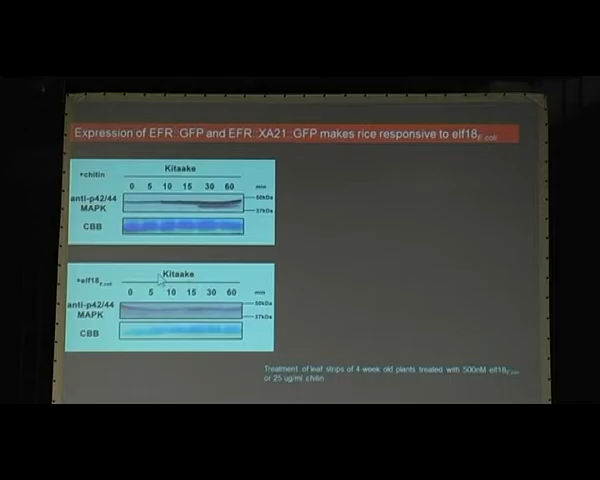 Expression of EFR::GFP and EFR::XA21::GFP makes rice responsive to elf18E.coli
+chitin
Kitaake
0 5 10 15 30 60 min
anti-p42/44
MAPK
50kDa
37kDa
CBB
+elf18E.coli
Kitaake
0 5 10 15 30 60 min
anti-p42/44
MAPK
50kDa
37kDa
CBB
Treatment of leaf strips of 4-week old plants treated with 500nM elf18E.coli
or 25 ug/ml chitin